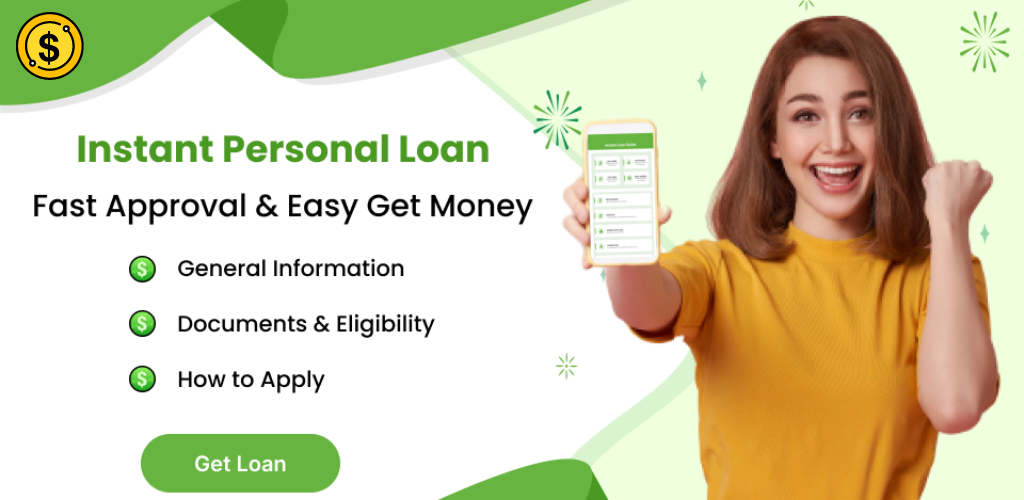 $
Instant Personal Loan
Fast Approval & Easy Get Money
$ General Information
$ Documents & Eligibility
$ How to Apply
Get Loan